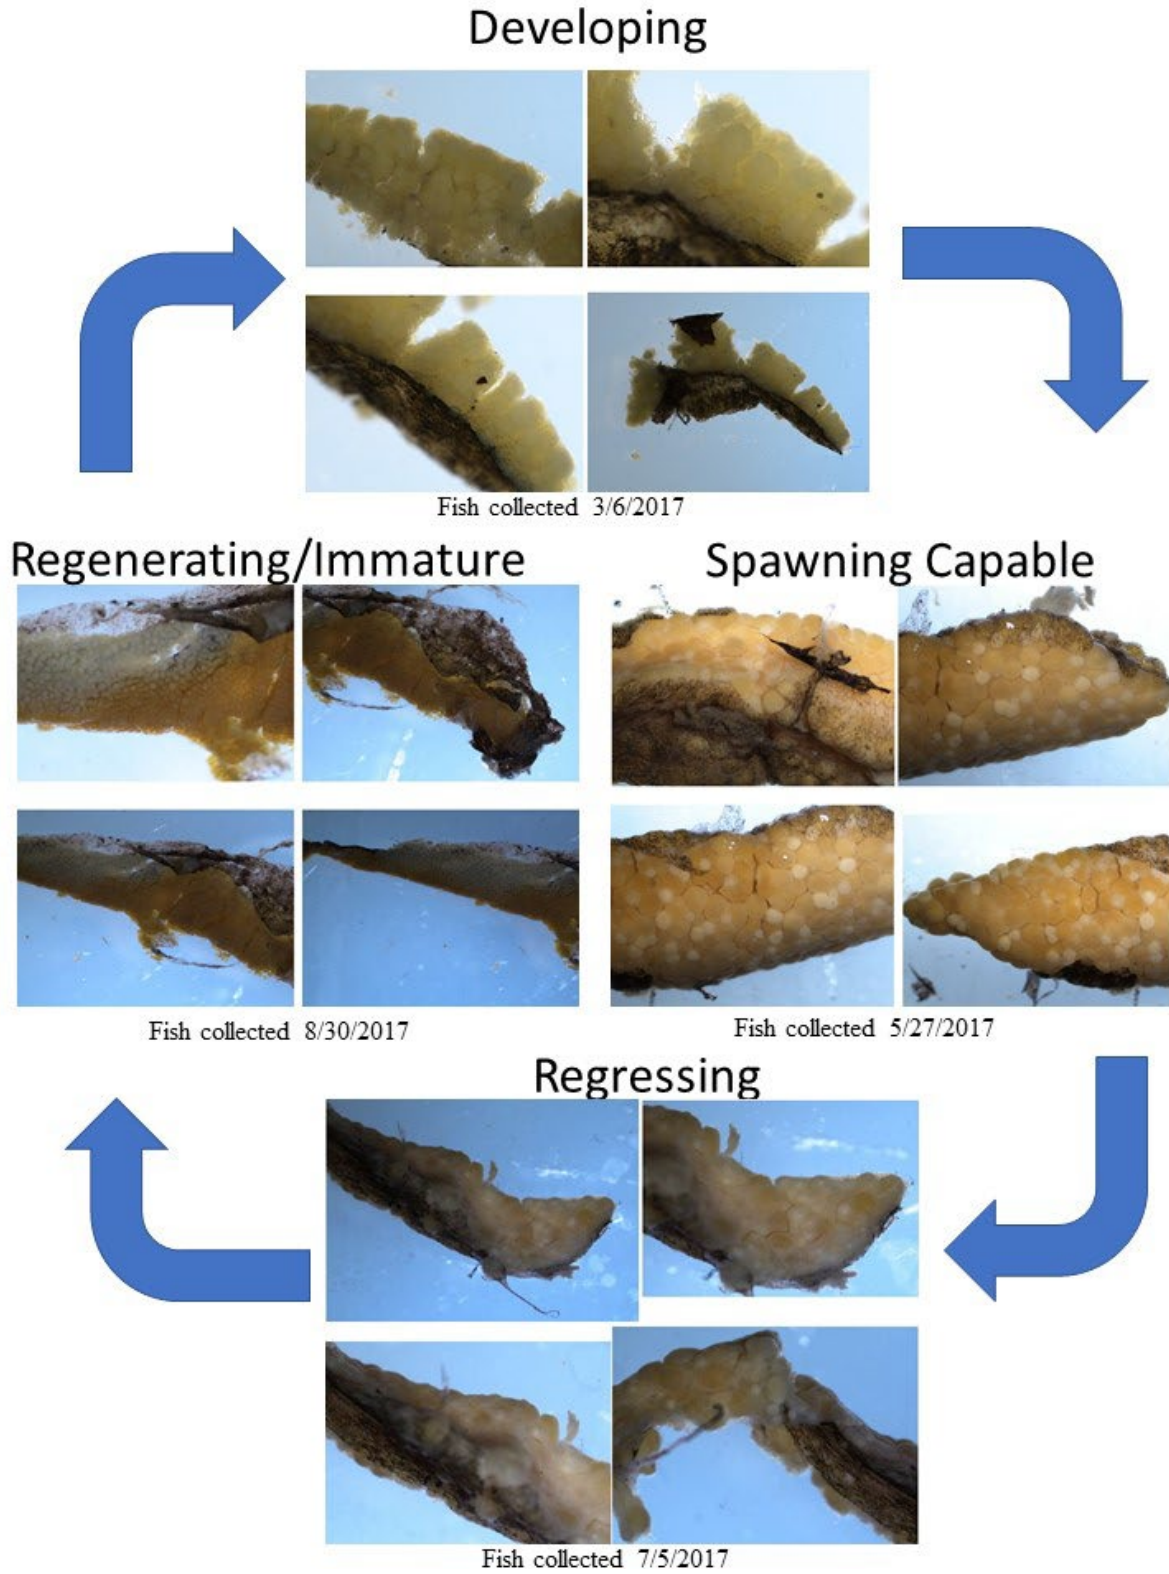 Developing
Fish collected 3/6/2017
Regenerating/Immature
Spawning Capable
Fish collected 8/30/2017
Fish collected 5/27/2017
Regressing
Fish collected 7/5/2017